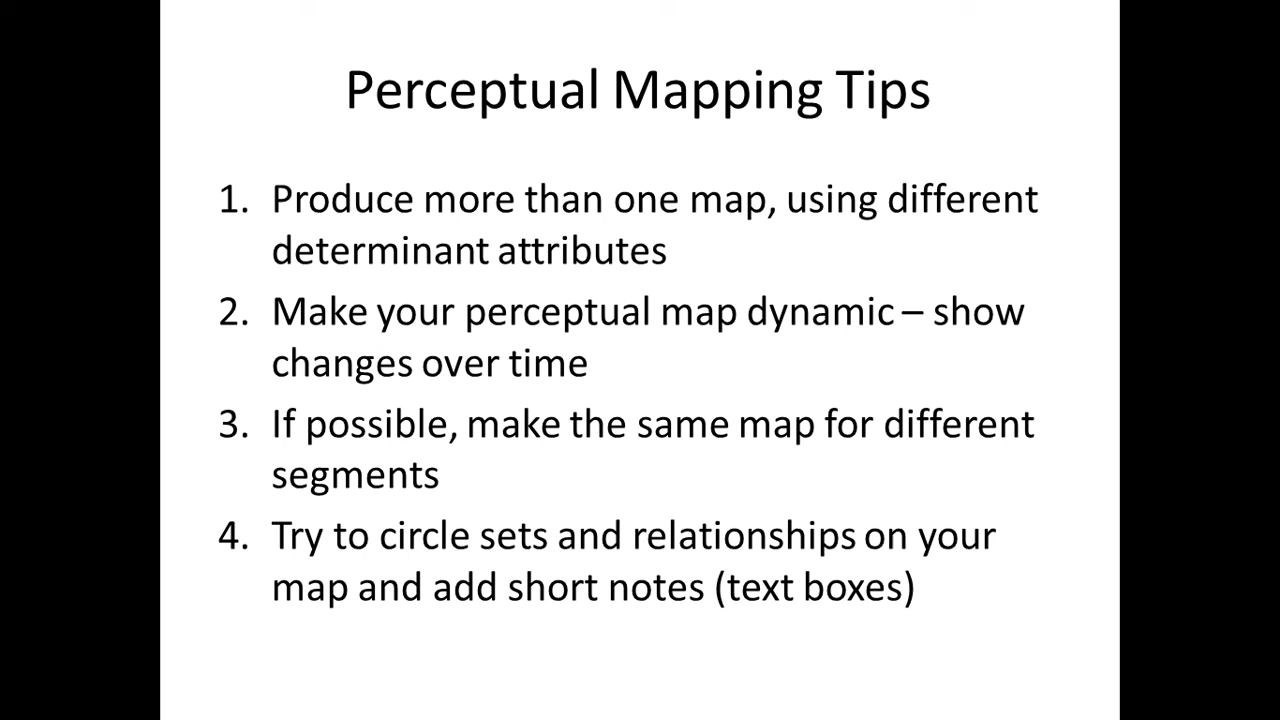 Perceptual Mapping Tips
1. Produce more than one map, using different
determinant attributes
2. Make your perceptual map dynamic – show
changes over time
3. If possible, make the same map for different
segments
4. Try to circle sets and relationships on your
map and add short notes (text boxes)